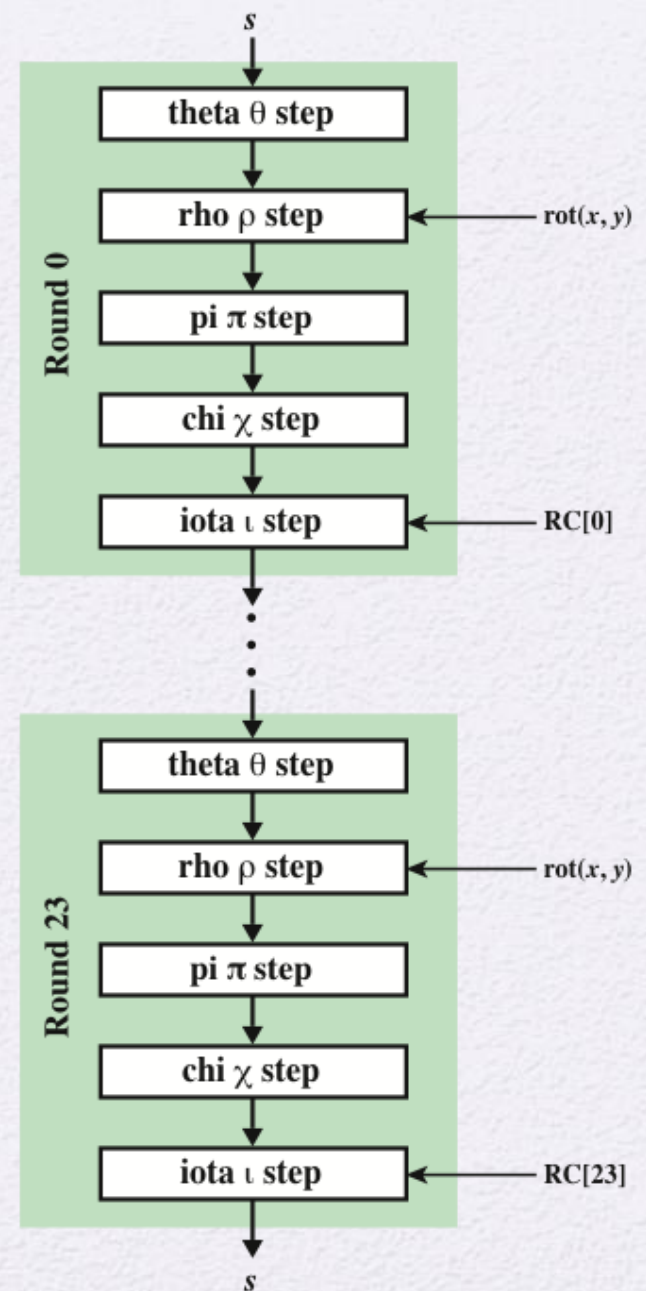 s
theta θ step
rho ρ step
rot(x, y)
pi π step
Round 0
chi χ step
iota ι step
RC[0]
theta θ step
rho ρ step
rot(x, y)
pi π step
Round 23
chi χ step
iota ι step
RC[23]
s